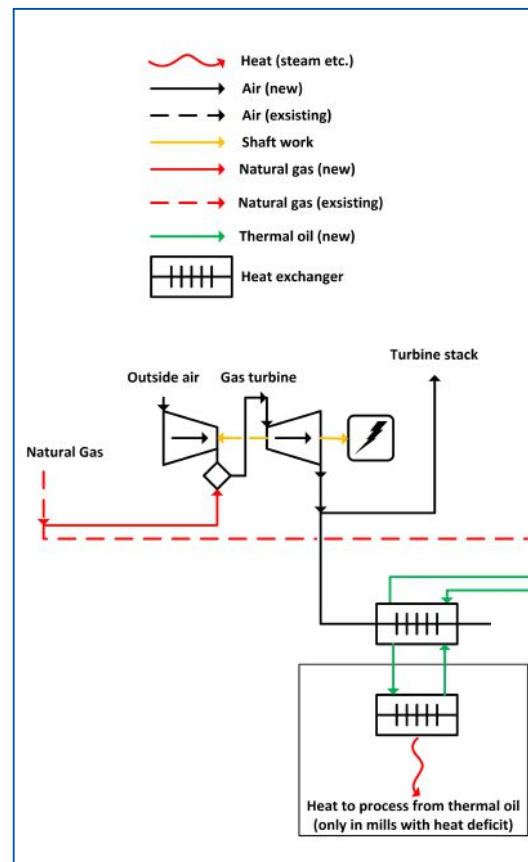 Heat (steam etc.)
Air (new)
Air (exsisting)
Shaft work
Natural gas (new)
Natural gas (exsisting)
Thermal oil (new)
Heat exchanger
Turbine stack
Outside air
Gas turbine
Natural Gas
Heat to process from thermal oil
(only in mills with heat deficit)